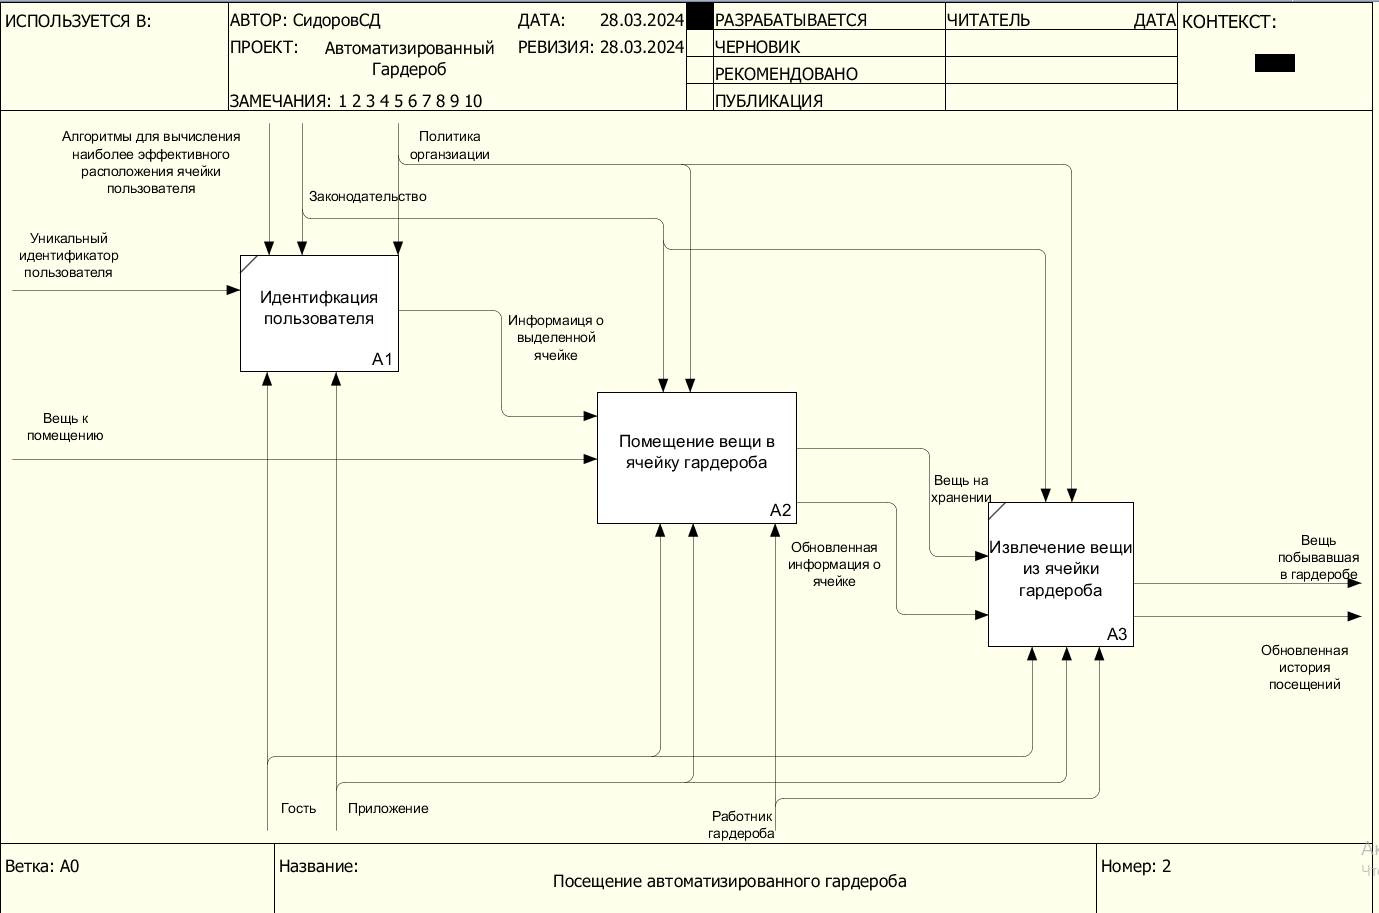 ИСПОЛЬЗУЕТСЯ В:
АВТОР: СидоровСД
ДАТА: 28.03.2024
ПРОЕКТ: Автоматизированный
Гардероб
РЕВИЗИЯ: 28.03.2024
ЗАМЕЧАНИЯ: 1 2 3 4 5 6 7 8 9 10
РАЗРАБАТЫВАЕТСЯ
ЧЕРНОВИК
РЕКОМЕНДОВАНО
ПУБЛИКАЦИЯ
ЧИТАТЕЛЬ ДАТА
КОНТЕКСТ:
Алгоритмы для вычисления
наиболее эффективного
расположения ячейки
пользователя
Политика
органзиации
Законодательство
Уникальный
идентификатор
пользователя
Идентифкация
пользователя
A1
Информаиця о
выделенной
ячейке
Вещь к
помещению
Помещение вещи в
ячейку гардероба
A2
Вещь на
хранении
Обновленная
информация о
ячейке
Извлечение вещи
из ячейки
гардероба
A3
Вещь
побывавшая
в гардеробе
Обновленная
история
посещений
Гость
Приложение
Работник
гардероба
Ветка: A0
Название:
Посещение автоматизированного гардероба
Номер: 2